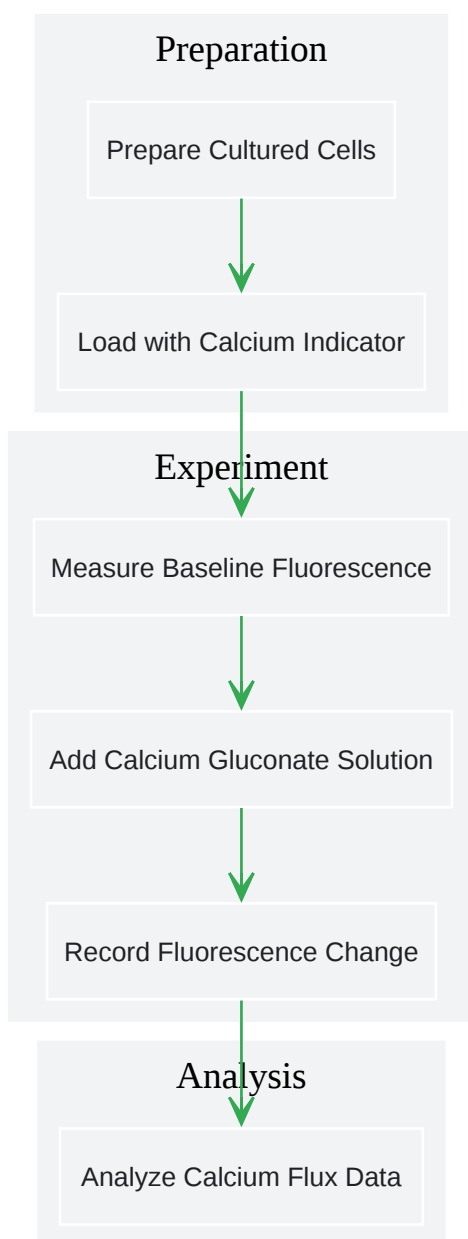 Preparation
Prepare Cultured Cells
Load with Calcium Indicator
Experiment
Measure Baseline Fluorescence
Add Calcium Gluconate Solution
Record Fluorescence Change
Analysis
Analyze Calcium Flux Data